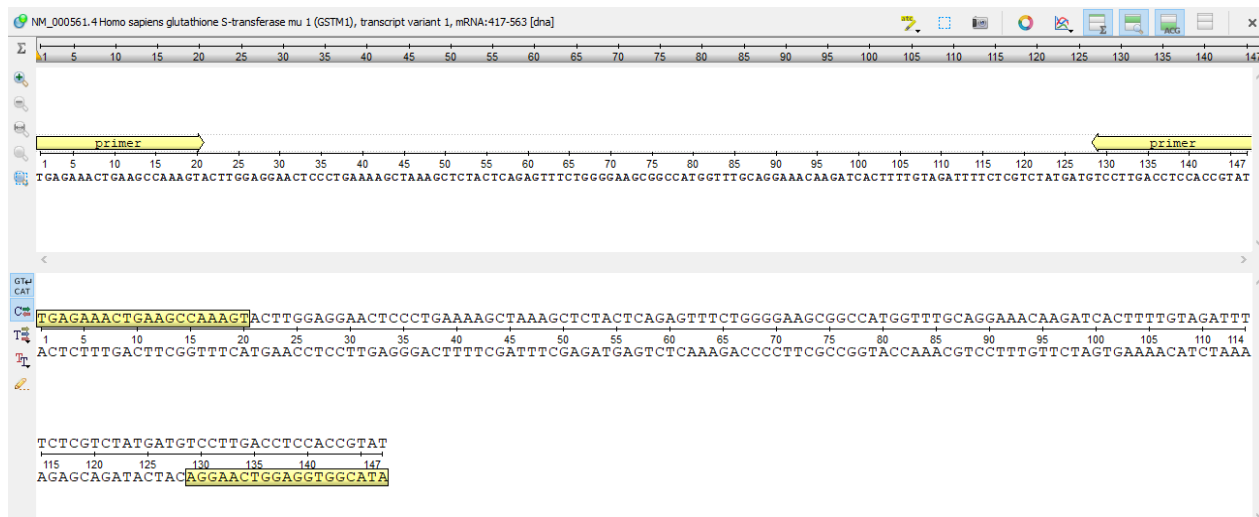 NM_000561.4 Homo sapiens glutathione S-transferase mu 1 (GSTM1), transcript variant 1, mRNA:417-563 [dna]
abc
ACG
Σ
1 5 10 15 20 25 30 35 40 45 50 55 60 65 70 75 80 85 90 95 100 105 110 115 120 125 130 135 140 147
primer primer
1 5 10 15 20 25 30 35 40 45 50 55 60 65 70 75 80 85 90 95 100 105 110 115 120 125 130 135 140 147
TGAGAAACTGAAGCCAAAGTACTTGGAGGAACTCCCTGAAAAGCTAAAGCTCTACTCAGAGTTTCTGGGGAAGCGGCCATGGTTTGCAGGAAACAAGATCACTTTTGTAGATTTTCTCGTCTATGATGTCCTTGACCTCCACCGTAT
GT
CAT
TGAGAAACTGAAGCCAAAGTACTTGGAGGAACTCCCTGAAAAGCTAAAGCTCTACTCAGAGTTTCTGGGGAAGCGGCCATGGTTTGCAGGAAACAAGATCACTTTTGTAGATTT
1 5 10 15 20 25 30 35 40 45 50 55 60 65 70 75 80 85 90 95 100 105 110 114
ACTCTTTGACTTCGGTTTCATGAACCTCCTTGAGGGACTTTTCGATTTCGAGATGAGTCTCAAAGACCCCTTCGCCGGTACCAAACGTCCTTTGTTCTAGTGAAAACATCTAAA
TCTCGTCTATGATGTCCTTGACCTCCACCGTAT
115 120 125 130 135 140 147
AGAGCAGATACTACAGGAACTGGAGGTGGCATA